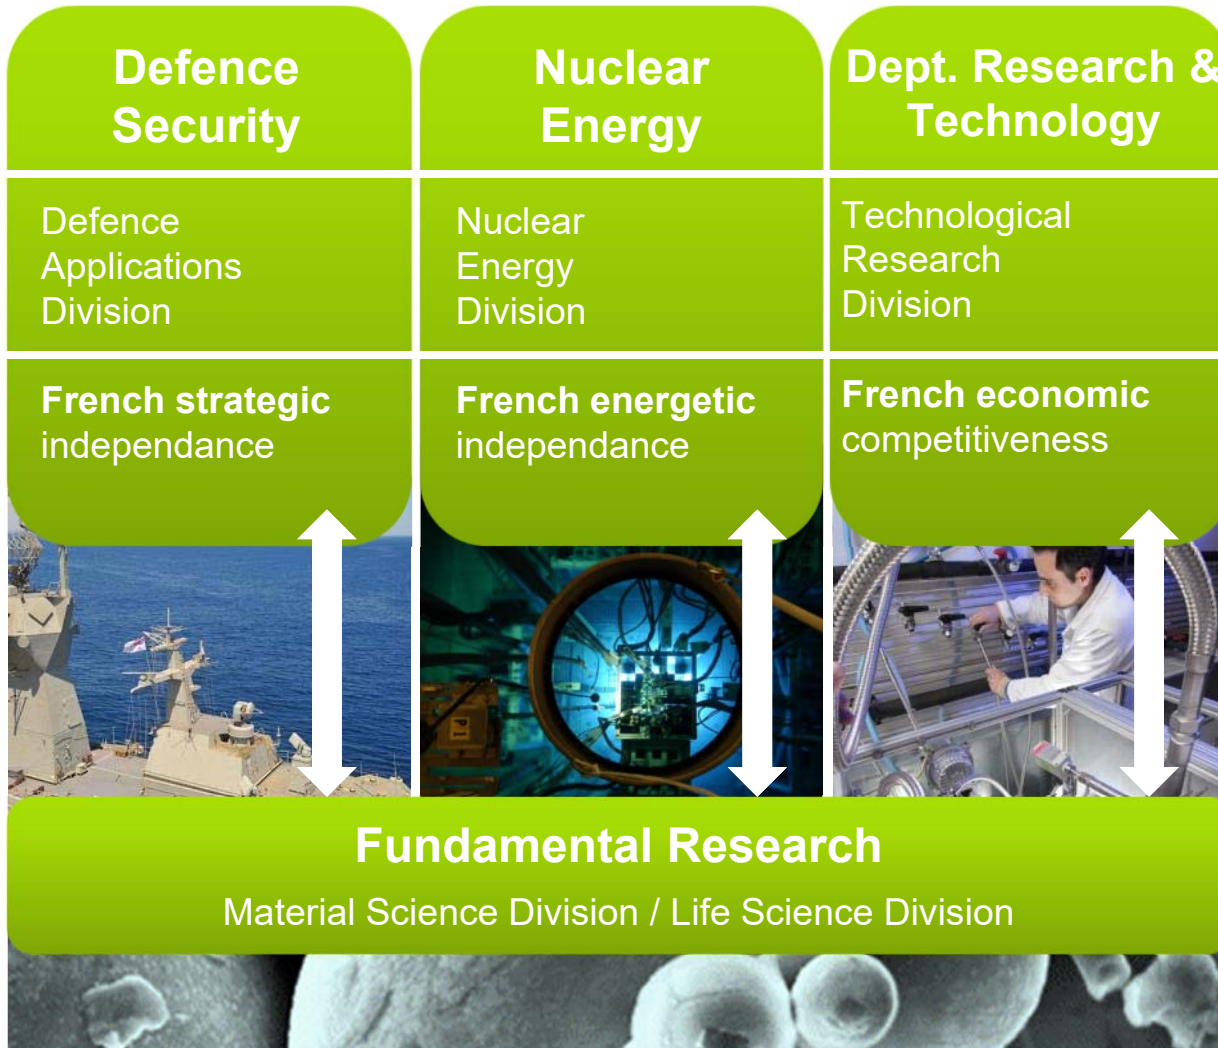 Defence
Security
Nuclear
Energy
Dept. Research &
Technology
Defence
Applications
Division
Nuclear
Energy
Division
Technological
Research
Division
French strategic
independance
French energetic
independance
French economic
competitiveness
Fundamental Research
Material Science Division / Life Science Division